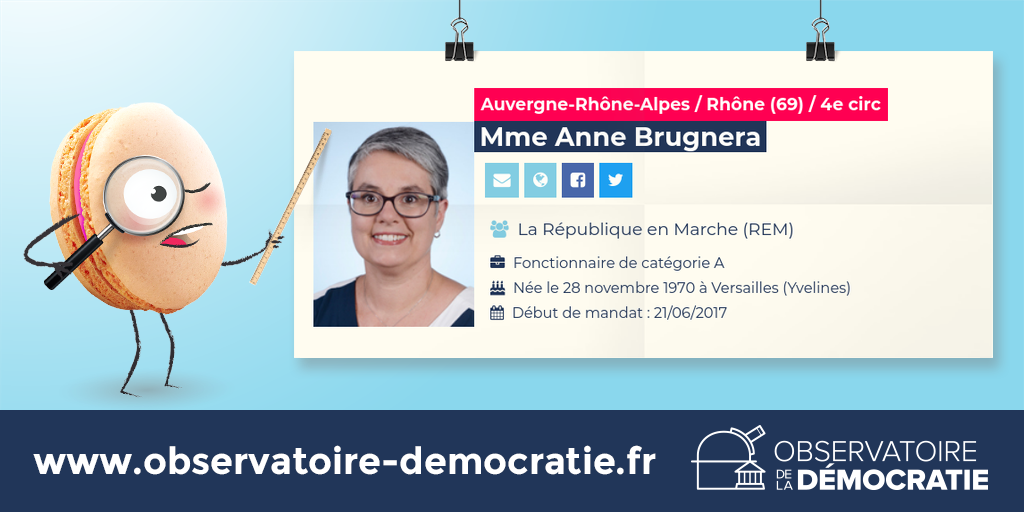 Auvergne-Rhône-Alpes / Rhône (69) / 4e circ
Mme Anne Brugnera
La République en Marche (REM)
Fonctionnaire de catégorie A
Née le 28 novembre 1970 à Versailles (Yvelines)
Début de mandat : 21/06/2017
www.observatoire-democratie.fr
OBSERVATOIRE
DE LA DÉMOCRATIE